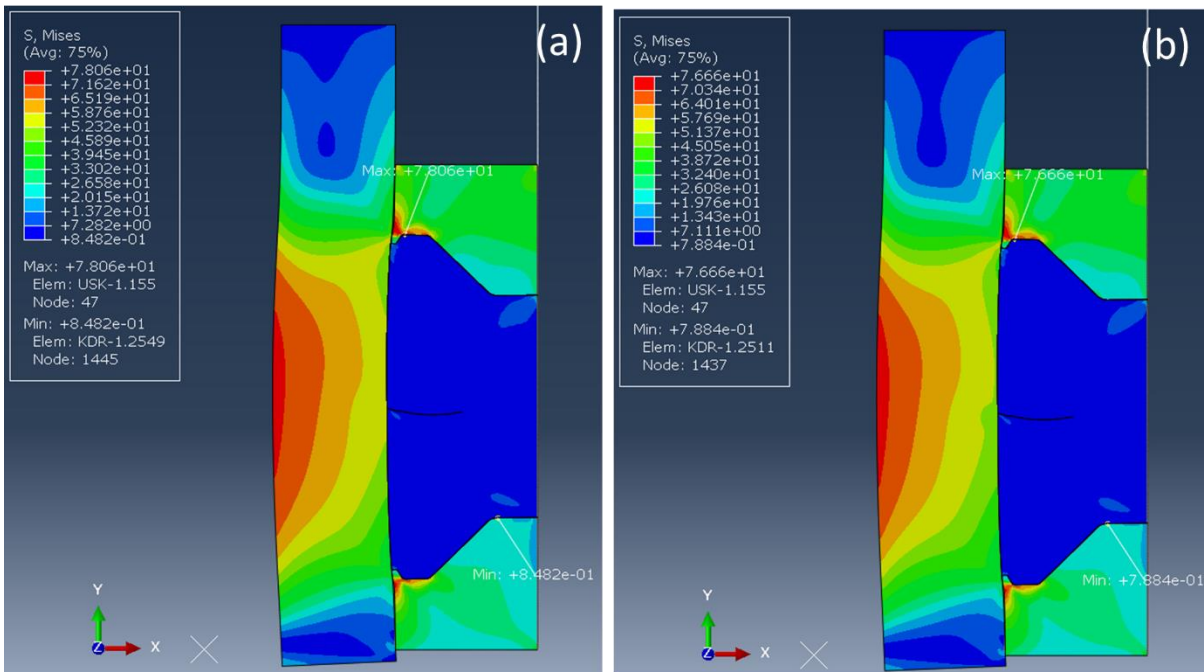 (a)
S, Mises
(Avg: 75%)
+7.806e+01
+7.162e+01
+6.519e+01
+5.876e+01
+5.232e+01
+4.589e+01
+3.945e+01
+3.302e+01
+2.658e+01
+2.015e+01
+1.372e+01
+7.282e+00
+8.482e-01
Max: +7.806e+01
Elem: USK-1.155
Node: 47
Min: +8.482e-01
Elem: KDR-1.2549
Node: 1445
Max: +7.806e+01
Min: +8.482e-01
Y
Z
X
(b)
S, Mises
(Avg: 75%)
+7.666e+01
+7.034e+01
+6.401e+01
+5.769e+01
+5.137e+01
+4.505e+01
+3.872e+01
+3.240e+01
+2.608e+01
+1.976e+01
+1.343e+01
+7.111e+00
+7.884e-01
Max: +7.666e+01
Elem: USK-1.155
Node: 47
Min: +7.884e-01
Elem: KDR-1.2511
Node: 1437
Max: +7.666e+01
Min: +7.884e-01
Y
Z
X